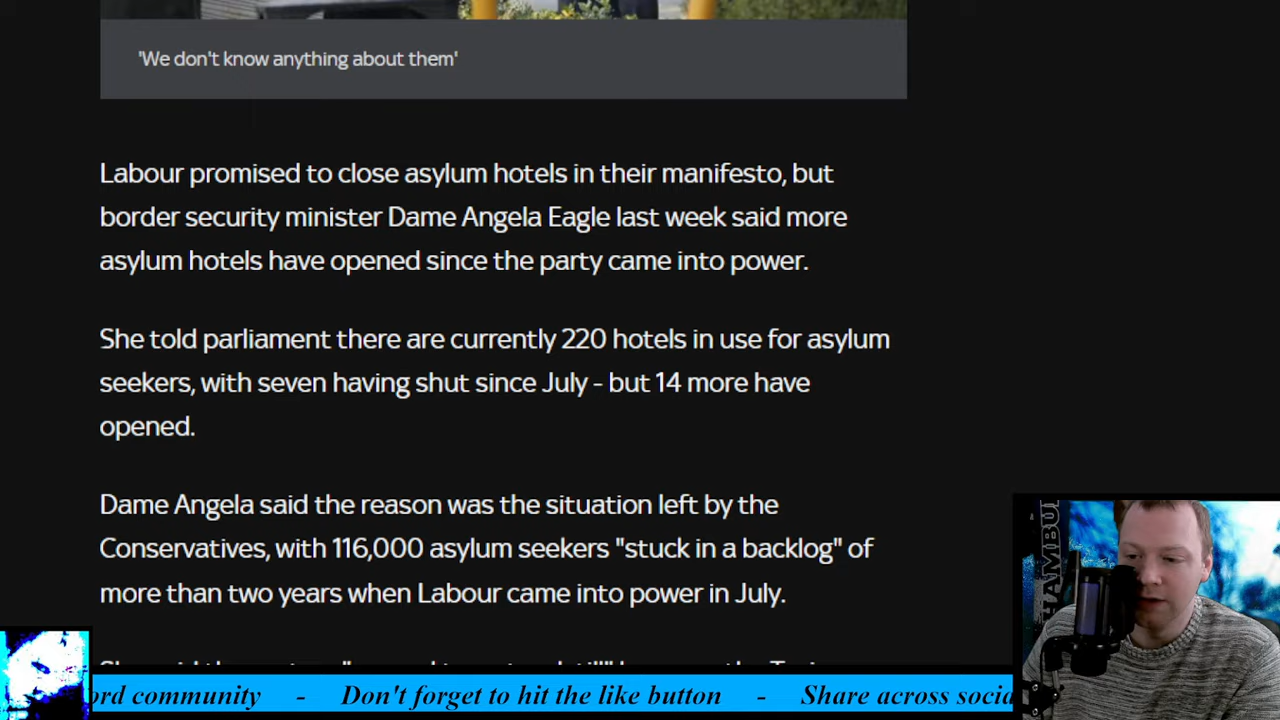 'We don't know anything about them'
Labour promised to close asylum hotels in their manifesto, but
border security minister Dame Angela Eagle last week said more
asylum hotels have opened since the party came into power.
She told parliament there are currently 220 hotels in use for asylum
seekers, with seven having shut since July - but 14 more have
opened.
Dame Angela said the reason was the situation left by the
Conservatives, with 116,000 asylum seekers "stuck in a backlog" of
more than two years when Labour came into power in July.
community - Don't forget to hit the like button - Share across